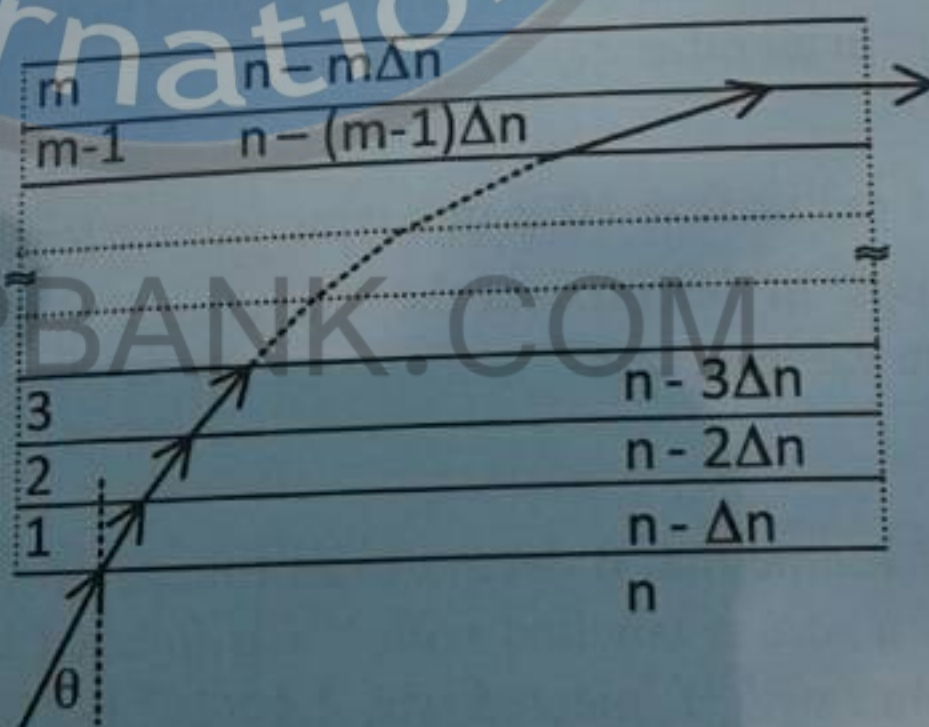 rnatio
m n – mΔn
m-1 n – (m-1)Δn
BANK.COM
3 n - 3Δn
2 n - 2Δn
1 n - Δn
n
θ